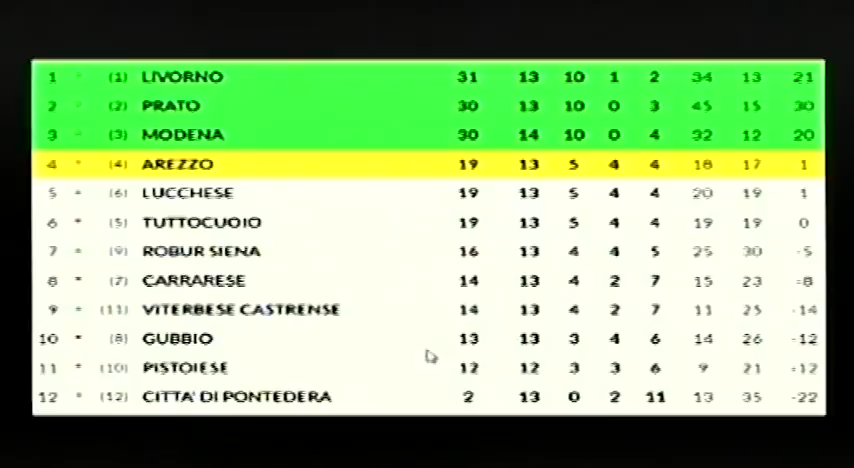 1 (1) LIVORNO 31 13 10 1 2 34 13 21
2 (2) PRATO 30 13 10 0 3 45 15 30
3 (3) MODENA 30 14 10 0 4 32 12 20
4 (4) AREZZO 19 13 5 4 4 18 17 1
5 (6) LUCCHESE 19 13 5 4 4 20 19 1
6 (5) TUTTOCUOIO 19 13 5 4 4 19 19 0
7 (9) ROBUR SIENA 16 13 4 4 5 25 30 -5
8 (7) CARRARESE 14 13 4 2 7 15 23 -8
9 (11) VITERBESE CASTRENSE 14 13 4 2 7 11 25 -14
10 (8) GUBBIO 13 13 3 4 6 14 26 -12
11 (10) PISTOIESE 12 12 3 3 6 9 21 -12
12 (12) CITTA' DI PONTEDERA 2 13 0 2 11 13 35 -22